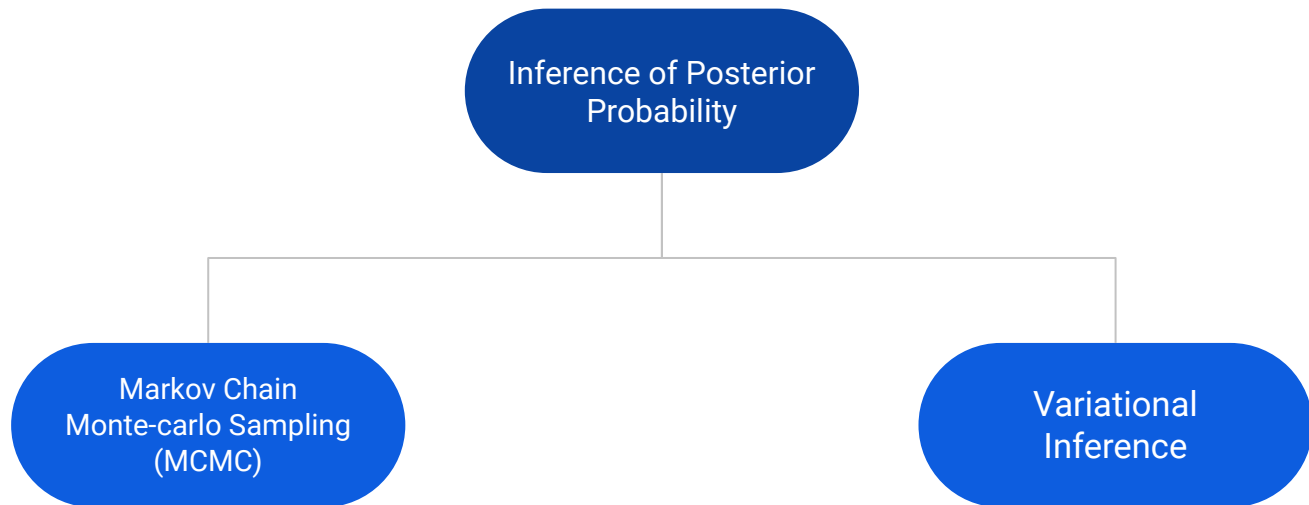 Inference of Posterior
Probability
Markov Chain
Monte-carlo Sampling
(MCMC)
Variational
Inference